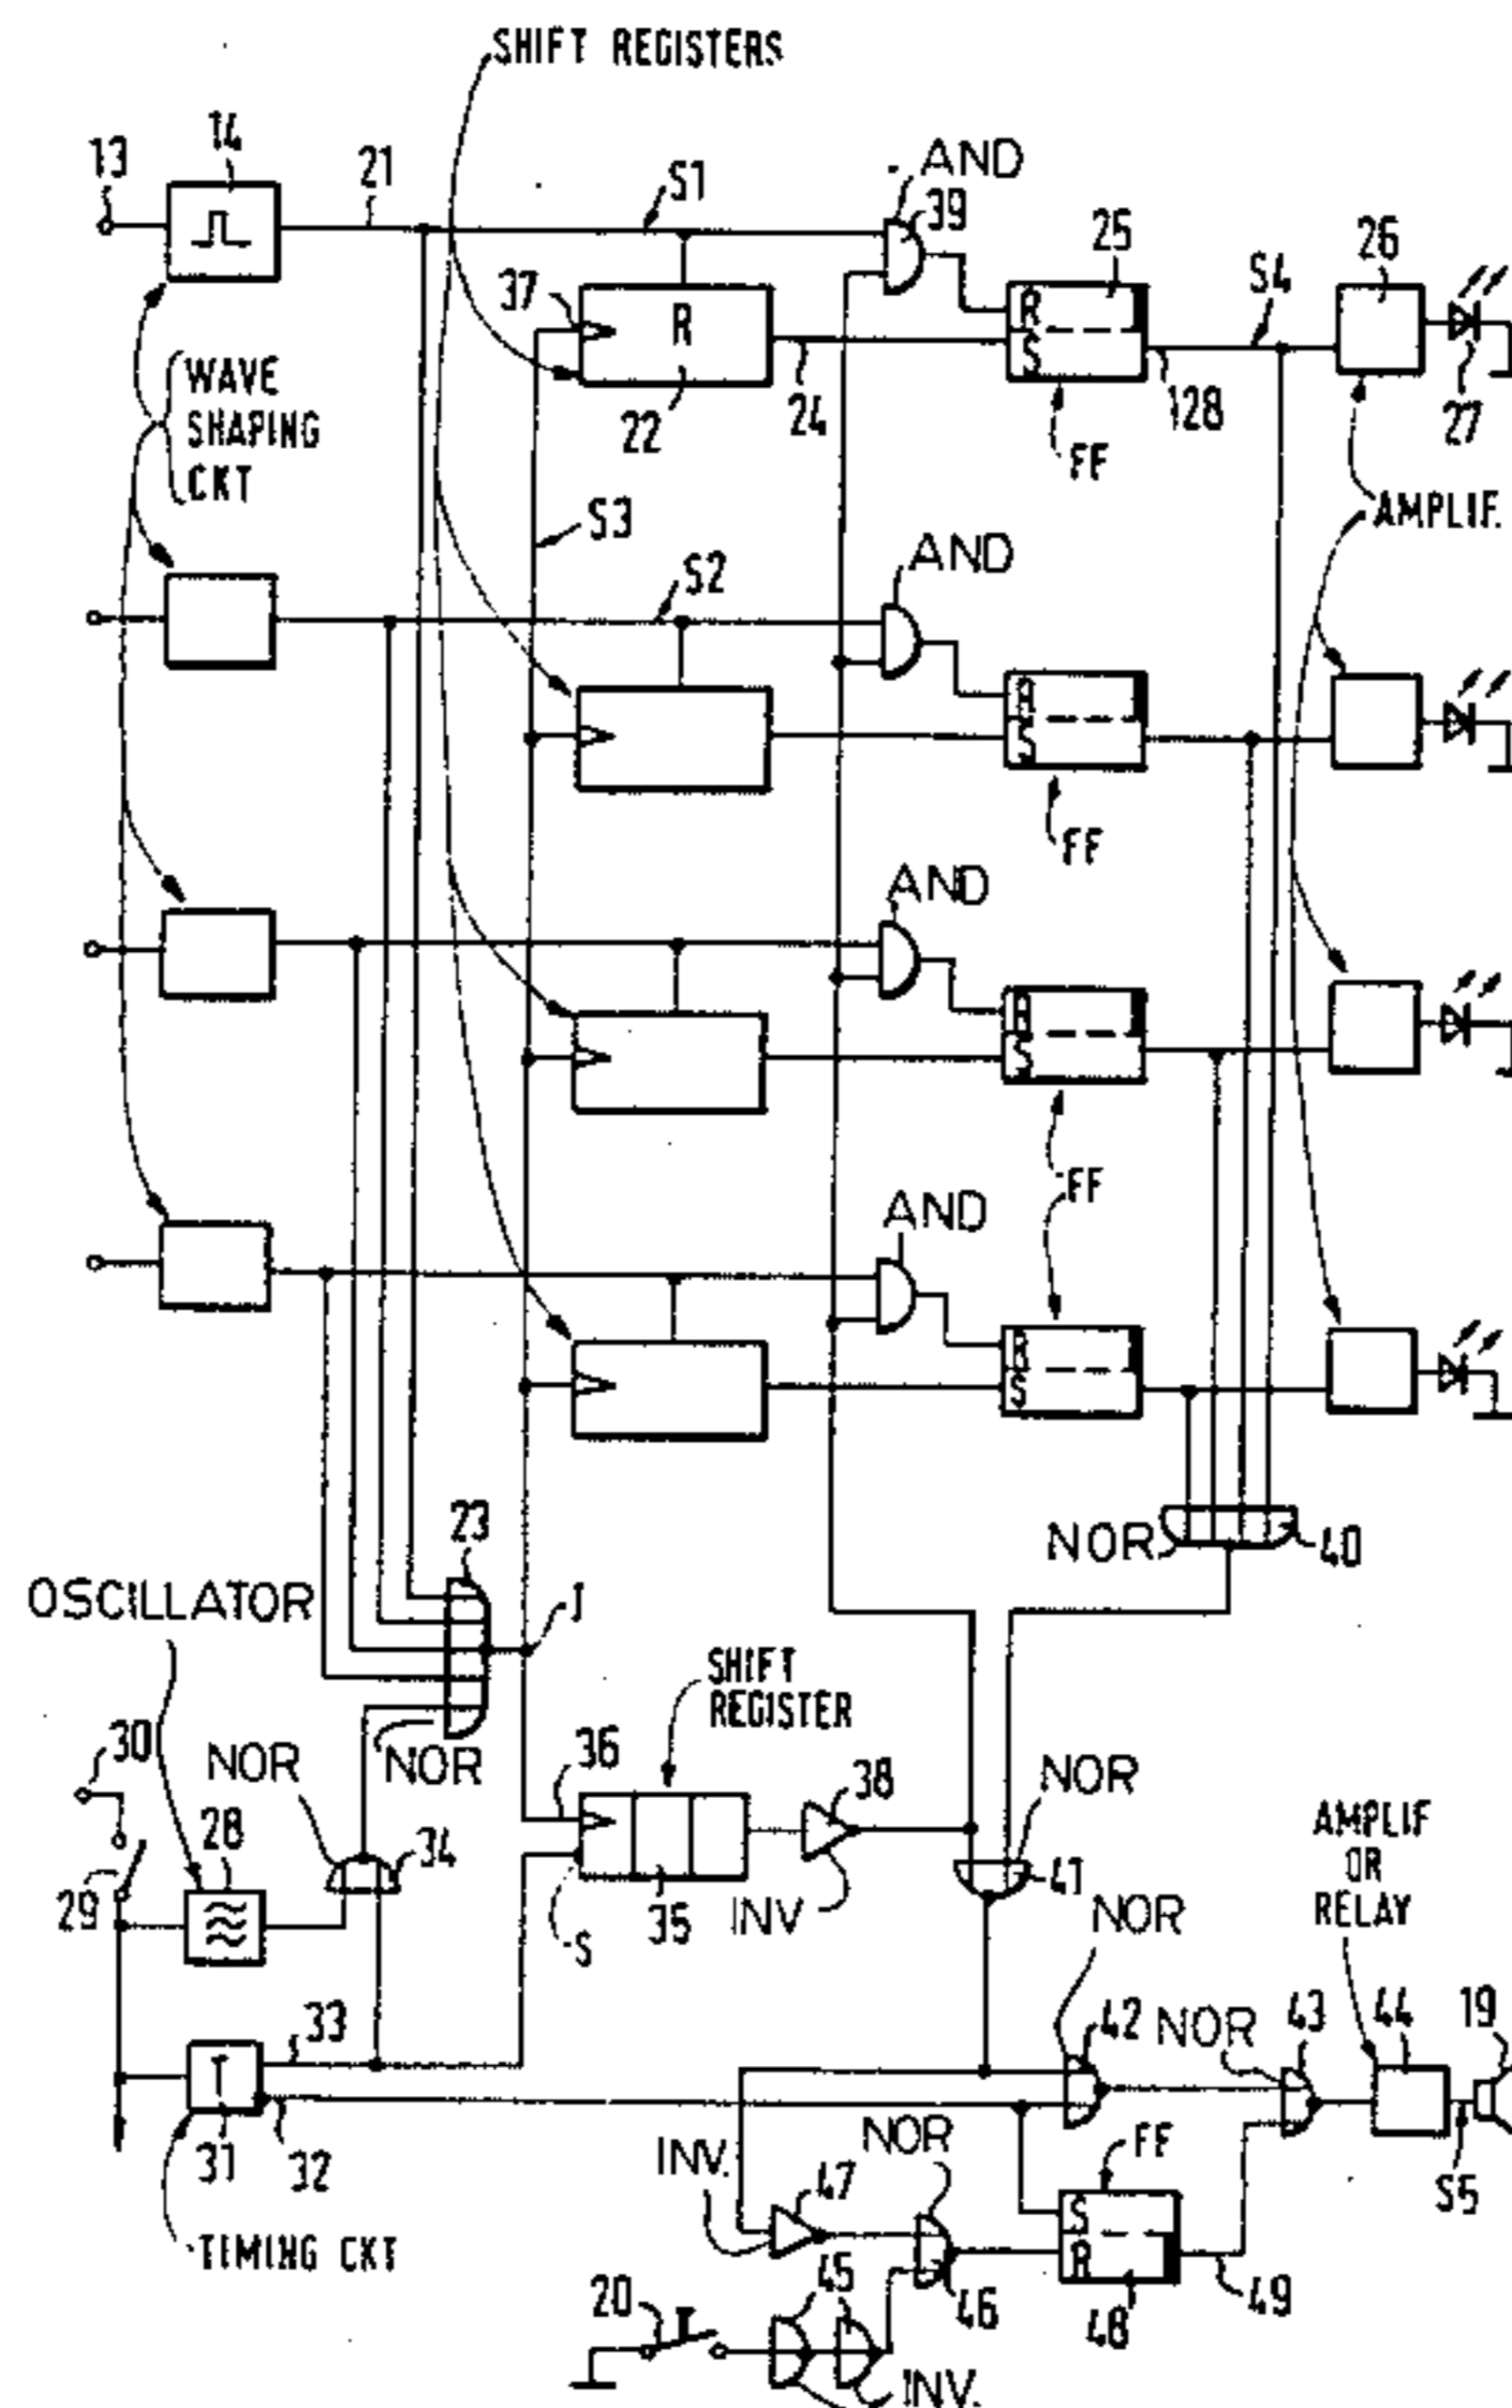 SHIFT REGISTERS
13
14
21
S1
AND
39
25
S4
26
37
R
R
S
22
24
128
27
FF
WAVE
SHAPING
CKT
AMPLIF.
S3
S2
AND
R
S
FF
AND
R
S
FF
AND
R
S
23
NOR
40
OSCILLATOR
J
SHIFT
REGISTER
30
NOR
NOR
36
38
NOR
28
34
AMPLIF
OR
RELAY
29
41
S
35
INV
NOR
33
42
NOR
43
44
19
T
31
32
INV.
47
NOR
FF
S5
S
R
TIMING CKT
45
20
46
48
49
INV.